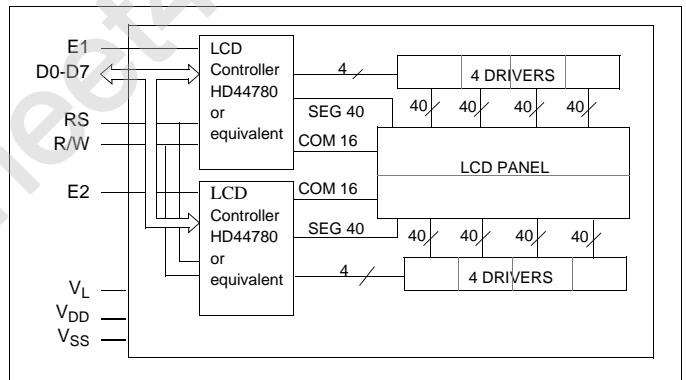 E1
D0-D7
RS
R/W
E2
VL
VDD
VSS
LCD
Controller
HD44780
or
equivalent
LCD
Controller
HD44780
or
equivalent
4
4 DRIVERS
SEG 40
40 40 40 40
COM 16
LCD PANEL
COM 16
SEG 40
40 40 40 40
4
4 DRIVERS